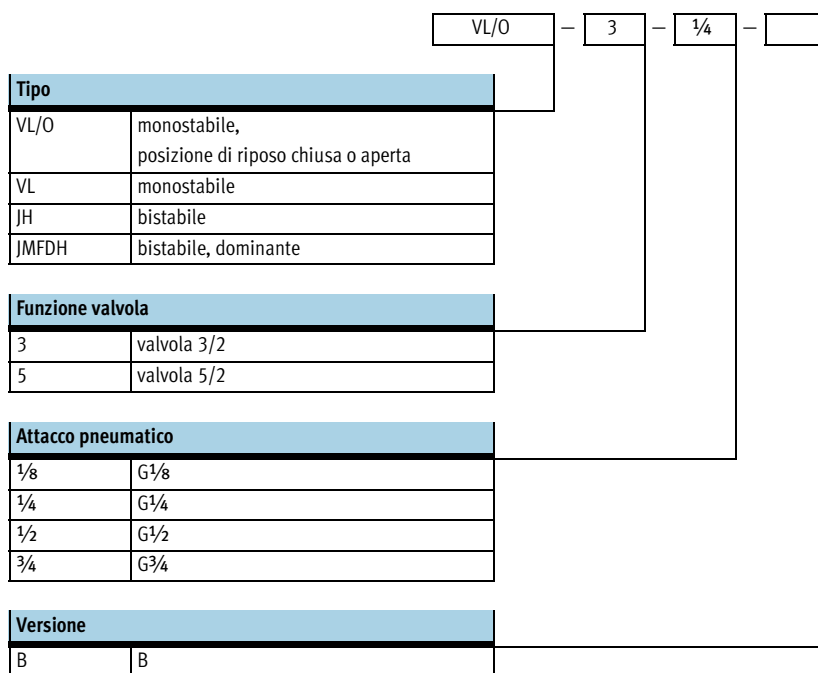 VL/O – 3 – ¼ –
Tipo
VL/O monostabile,
posizione di riposo chiusa o aperta
VL monostabile
JH bistabile
JMFDH bistabile, dominante
Funzione valvola
3 valvola 3/2
5 valvola 5/2
Attacco pneumatico
⅛ G⅛
¼ G¼
½ G½
¾ G¾
Versione
B B